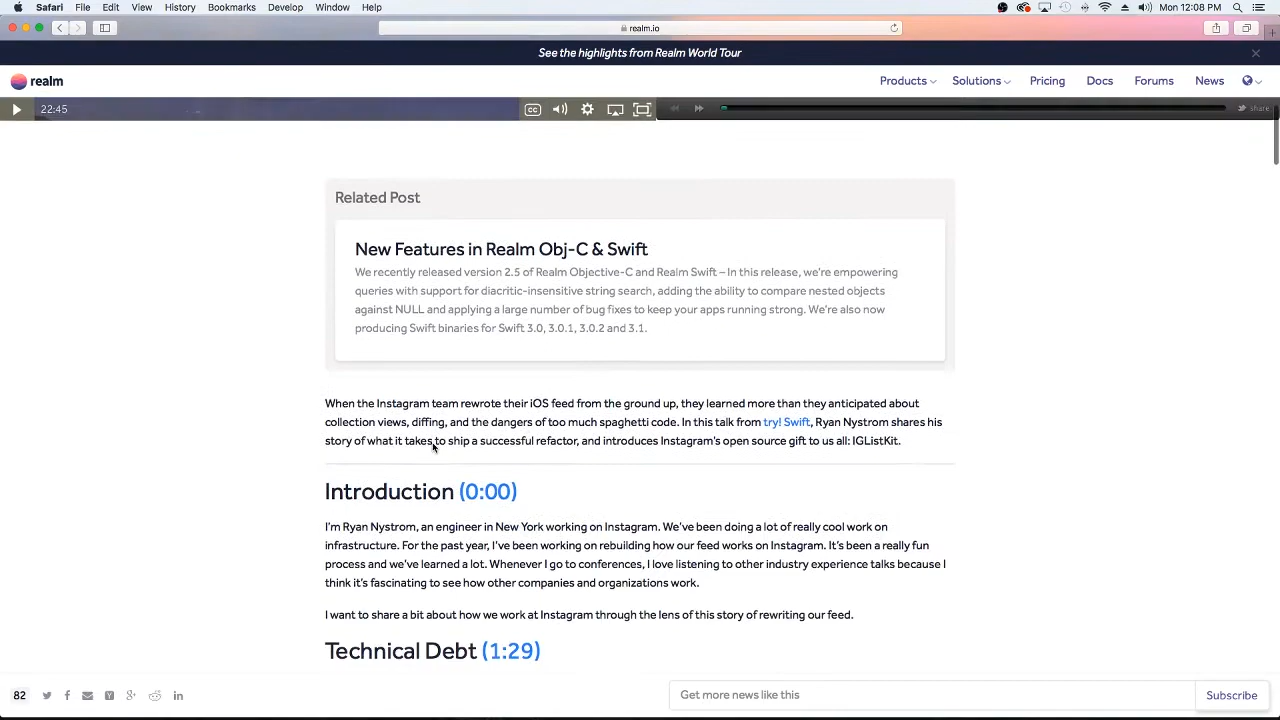 Safari File Edit View History Bookmarks Develop Window Help Mon 12:08 PM
realm.io
See the highlights from Realm World Tour
realm Products Solutions Pricing Docs Forums News
22:45 CC share
Related Post
New Features in Realm Obj-C & Swift
We recently released version 2.5 of Realm Objective-C and Realm Swift – In this release, we're empowering
queries with support for diacritic-insensitive string search, adding the ability to compare nested objects
against NULL and applying a large number of bug fixes to keep your apps running strong. We're also now
producing Swift binaries for Swift 3.0, 3.0.1, 3.0.2 and 3.1.
When the Instagram team rewrote their iOS feed from the ground up, they learned more than they anticipated about
collection views, diffing, and the dangers of too much spaghetti code. In this talk from try! Swift, Ryan Nystrom shares his
story of what it takes to ship a successful refactor, and introduces Instagram's open source gift to us all: IGListKit.
Introduction (0:00)
I'm Ryan Nystrom, an engineer in New York working on Instagram. We've been doing a lot of really cool work on
infrastructure. For the past year, I've been working on rebuilding how our feed works on Instagram. It's been a really fun
process and we've learned a lot. Whenever I go to conferences, I love listening to other industry experience talks because I
think it's fascinating to see how other companies and organizations work.
I want to share a bit about how we work at Instagram through the lens of this story of rewriting our feed.
Technical Debt (1:29)
82 Get more news like this Subscribe